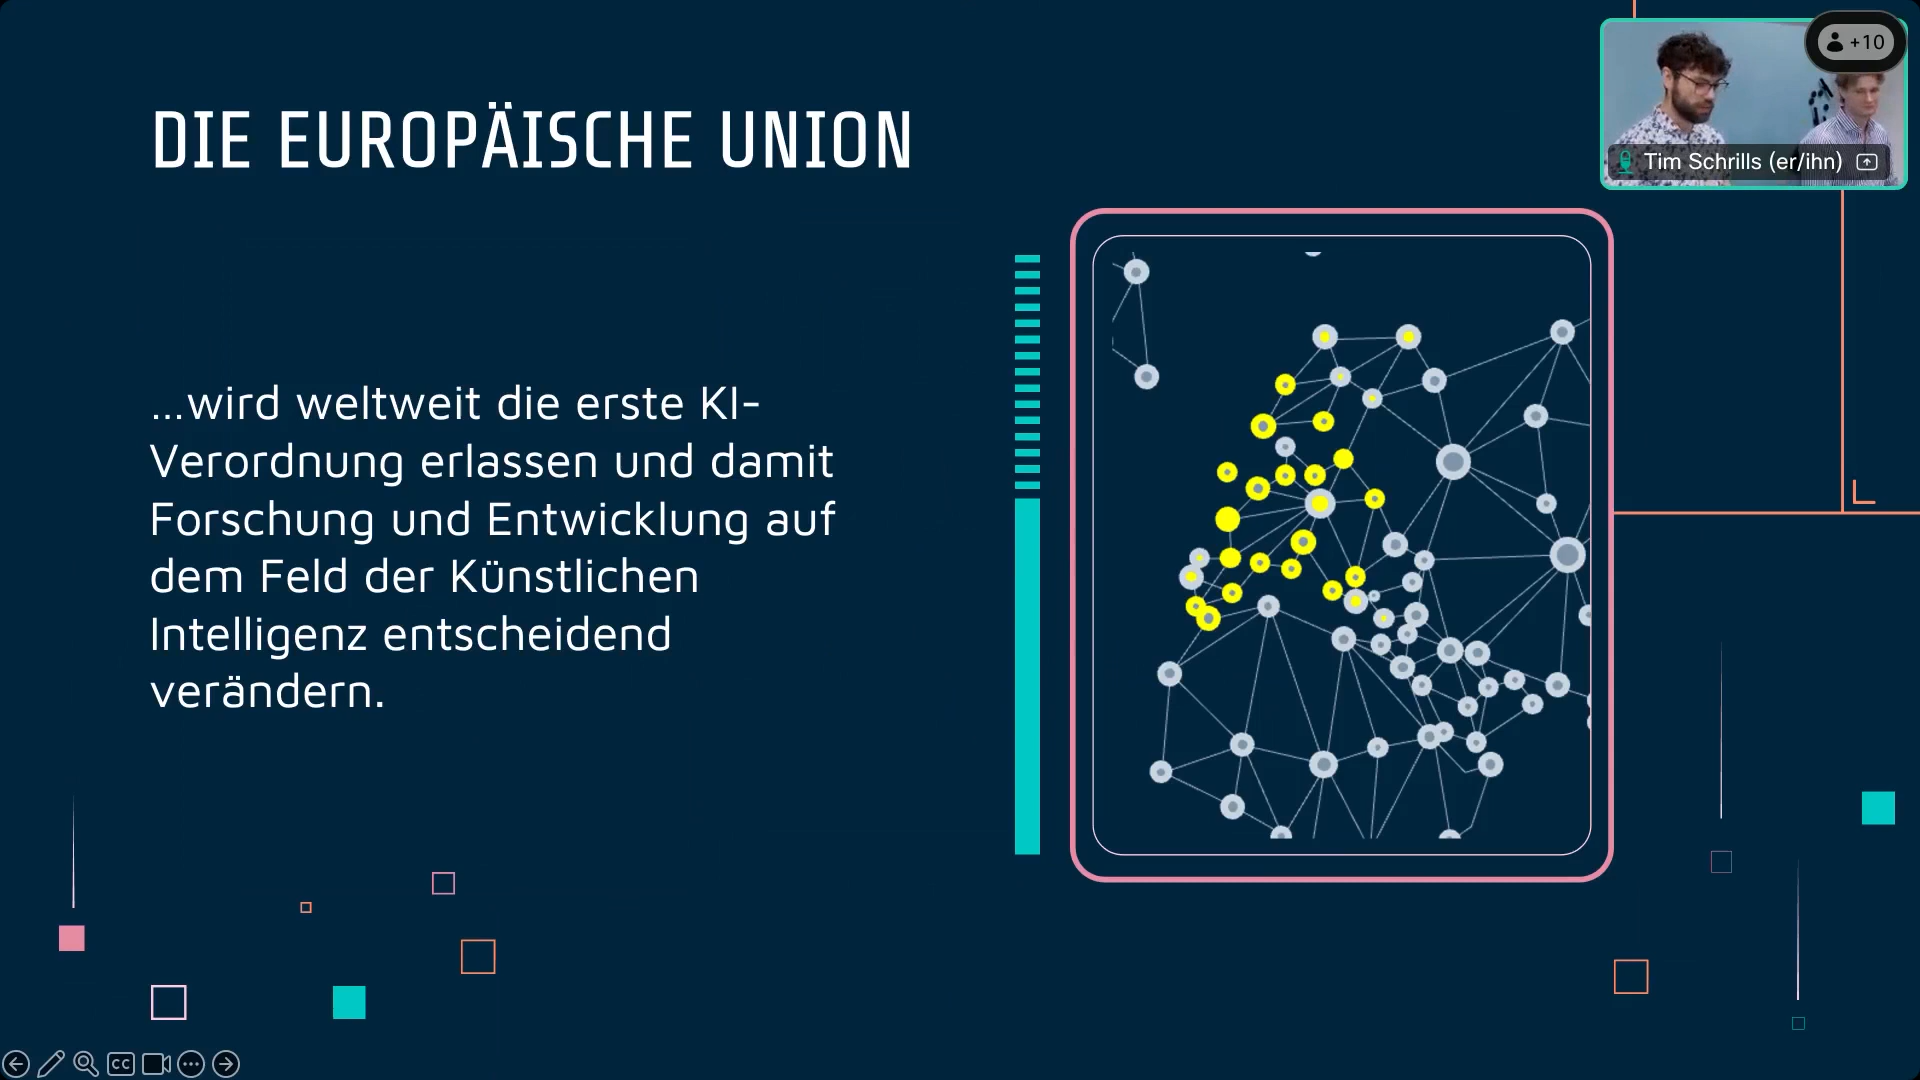 +10
Tim Schrills (er/ihn)
DIE EUROPÄISCHE UNION
...wird weltweit die erste KI-
Verordnung erlassen und damit
Forschung und Entwicklung auf
dem Feld der Künstlichen
Intelligenz entscheidend
verändern.
CC